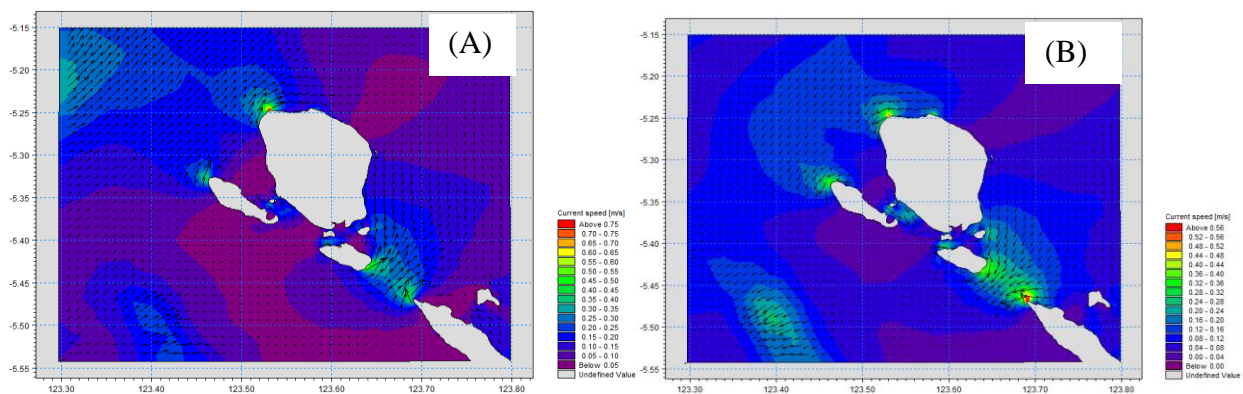 (A)
-5.15
-5.20
-5.25
-5.30
-5.35
-5.40
-5.45
-5.50
-5.55
123.30 123.40 123.50 123.60 123.70 123.80
Current speed [m/s]
Above 0.75
0.70 - 0.75
0.65 - 0.70
0.60 - 0.65
0.55 - 0.60
0.50 - 0.55
0.45 - 0.50
0.40 - 0.45
0.35 - 0.40
0.30 - 0.35
0.25 - 0.30
0.20 - 0.25
0.15 - 0.20
0.10 - 0.15
0.05 - 0.10
Below 0.05
Undefined Value
(B)
-5.15
-5.20
-5.25
-5.30
-5.35
-5.40
-5.45
-5.50
-5.55
123.30 123.40 123.50 123.60 123.70 123.80
Current speed [m/s]
Above 0.56
0.52 - 0.56
0.48 - 0.52
0.44 - 0.48
0.40 - 0.44
0.36 - 0.40
0.32 - 0.36
0.28 - 0.32
0.24 - 0.28
0.20 - 0.24
0.16 - 0.20
0.12 - 0.16
0.08 - 0.12
0.04 - 0.08
0.00 - 0.04
Below 0.00
Undefined Value